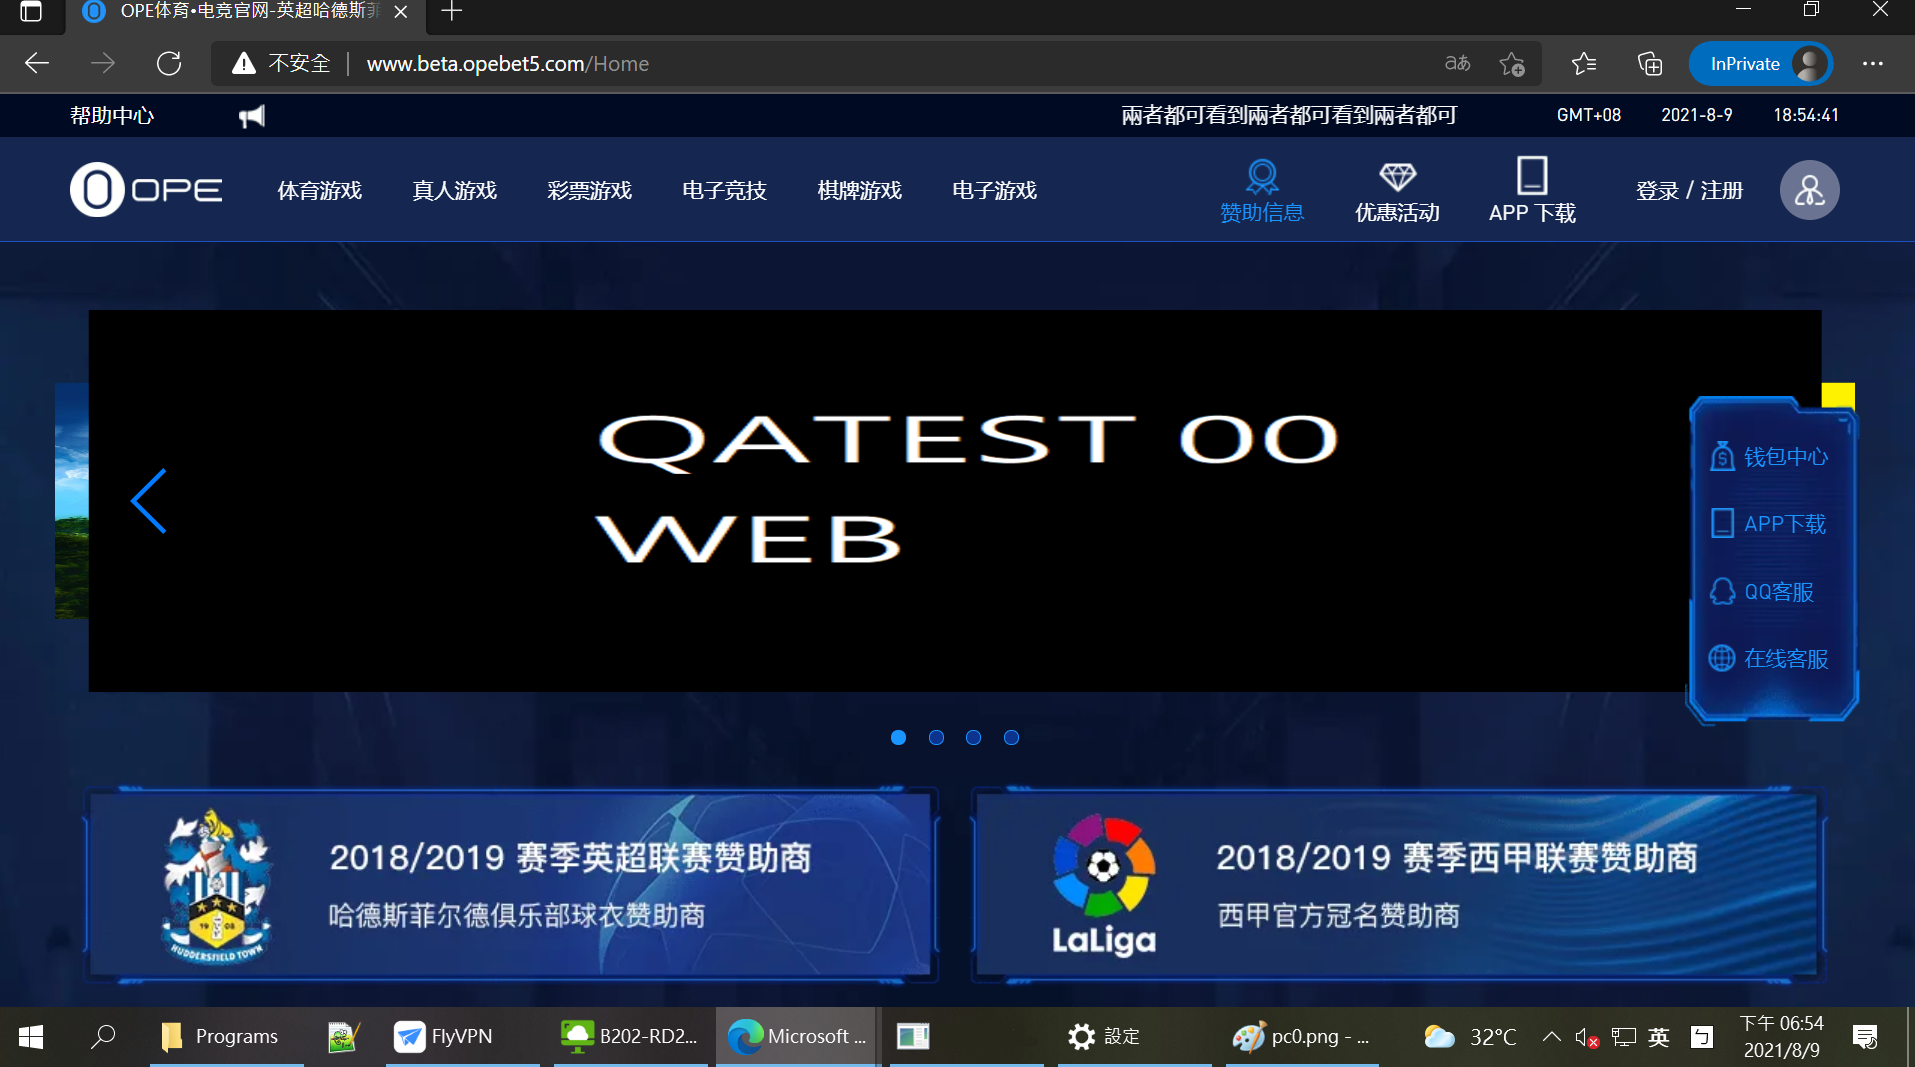 OPE体育•电竞官网-英超哈德斯菲
不安全 www.beta.opebet5.com/Home
aあ
InPrivate
帮助中心
兩者都可看到兩者都可看到兩者都可
GMT+08 2021-8-9 18:54:41
OPE
体育游戏 真人游戏 彩票游戏 电子竞技 棋牌游戏 电子游戏
赞助信息 优惠活动 APP 下载
登录 / 注册
QATEST 00
WEB
钱包中心
APP下载
QQ客服
在线客服
2018/2019 赛季英超联赛赞助商
哈德斯菲尔德俱乐部球衣赞助商
19 08
HUDDERSFIELD TOWN
2018/2019 赛季西甲联赛赞助商
西甲官方冠名赞助商
LaLiga
Programs FlyVPN B202-RD2... Microsoft ... 設定 pc0.png - ... 32°C 英 ㄅ
下午 06:54
2021/8/9